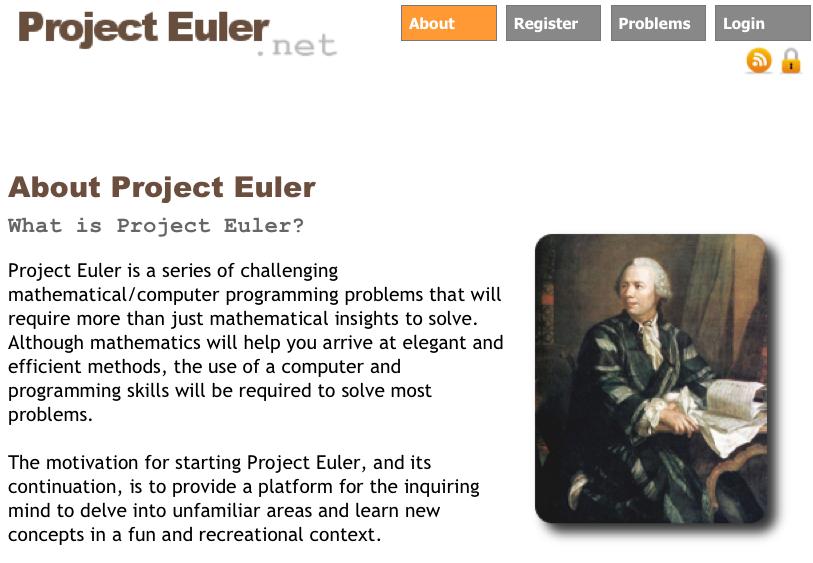 Project Euler
.net
About Register Problems Login
About Project Euler
What is Project Euler?
Project Euler is a series of challenging
mathematical/computer programming problems that will
require more than just mathematical insights to solve.
Although mathematics will help you arrive at elegant and
efficient methods, the use of a computer and
programming skills will be required to solve most
problems.
The motivation for starting Project Euler, and its
continuation, is to provide a platform for the inquiring
mind to delve into unfamiliar areas and learn new
concepts in a fun and recreational context.